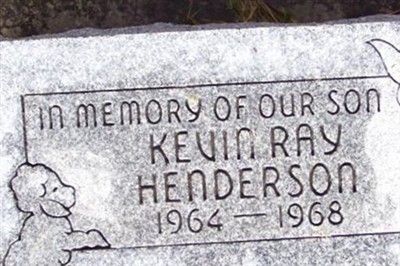 IN MEMORY OF OUR SON
KEVIN RAY
HENDERSON
1964 — 1968